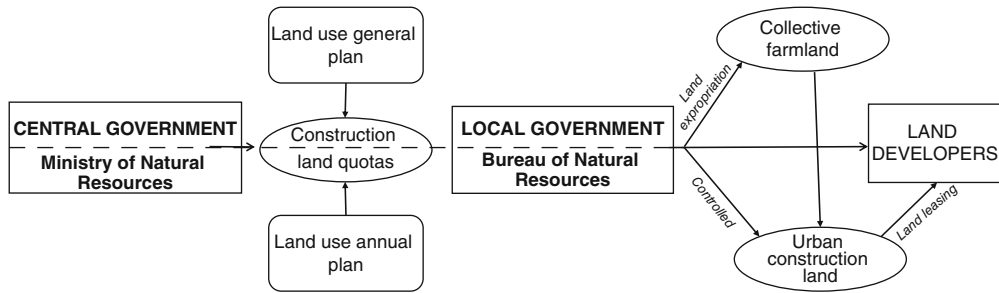 Land use general
plan
CENTRAL GOVERNMENT
Ministry of Natural
Resources
Construction
land quotas
Land use annual
plan
LOCAL GOVERNMENT
Bureau of Natural
Resources
Land
expropriation
Controlled
Collective
farmland
Urban
construction
land
Land leasing
LAND
DEVELOPERS